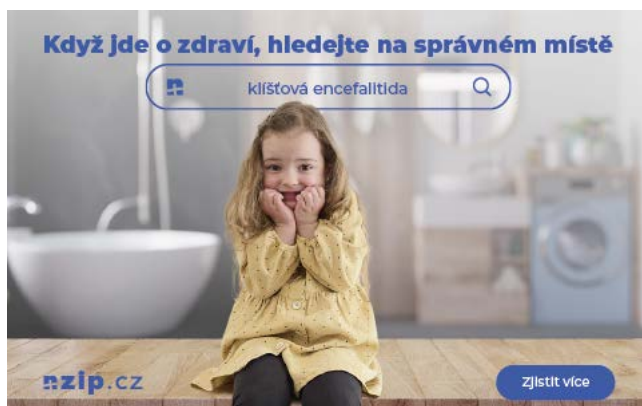 Když jde o zdraví, hledejte na správném místě
klíšťová encefalitida
nzip.cz
Zjistit více